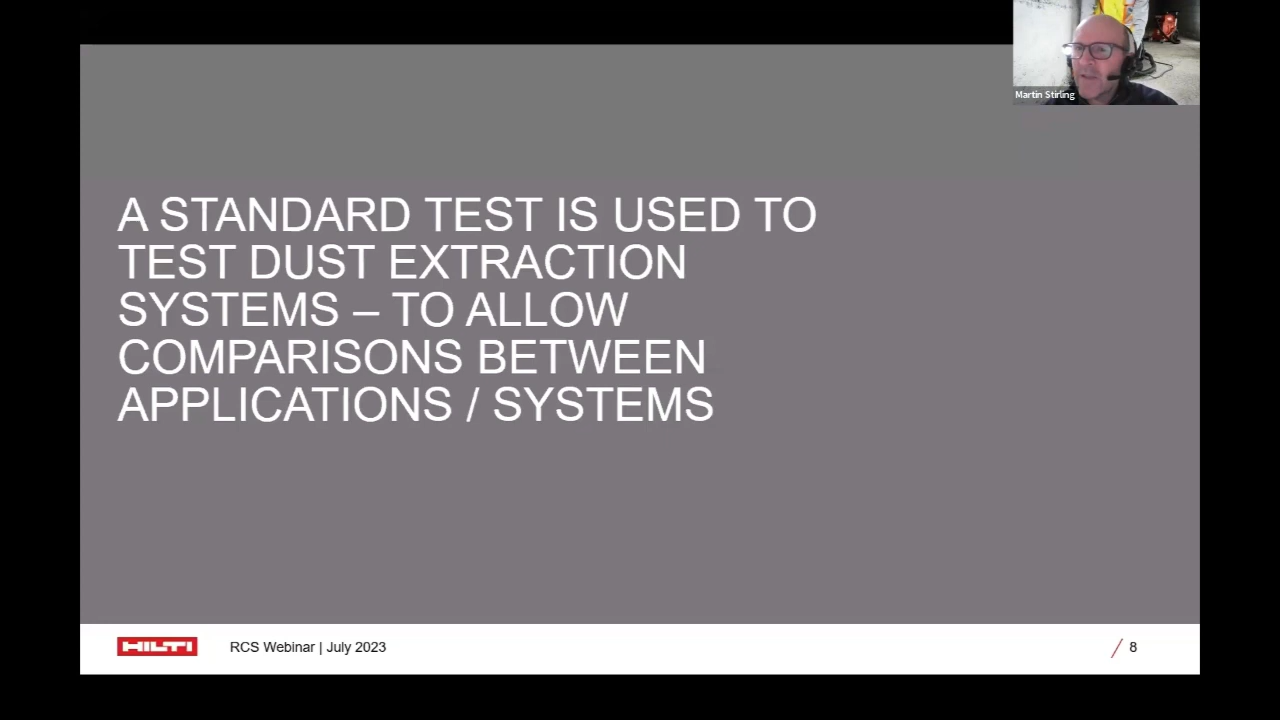 Martin Stirling
A STANDARD TEST IS USED TO
TEST DUST EXTRACTION
SYSTEMS – TO ALLOW
COMPARISONS BETWEEN
APPLICATIONS / SYSTEMS
HILTI
RCS Webinar | July 2023
8